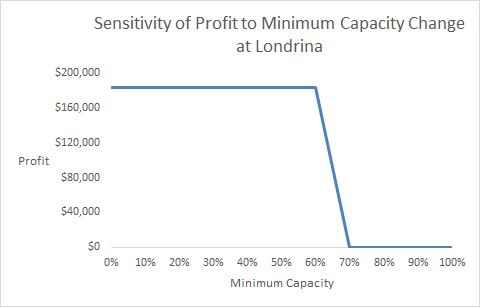 Sensitivity of Profit to Minimum Capacity Change
at Londrina
$200,000
$160,000
$120,000
Profit
$80,000
$40,000
$0
0% 10% 20% 30% 40% 50% 60% 70% 80% 90% 100%
Minimum Capacity